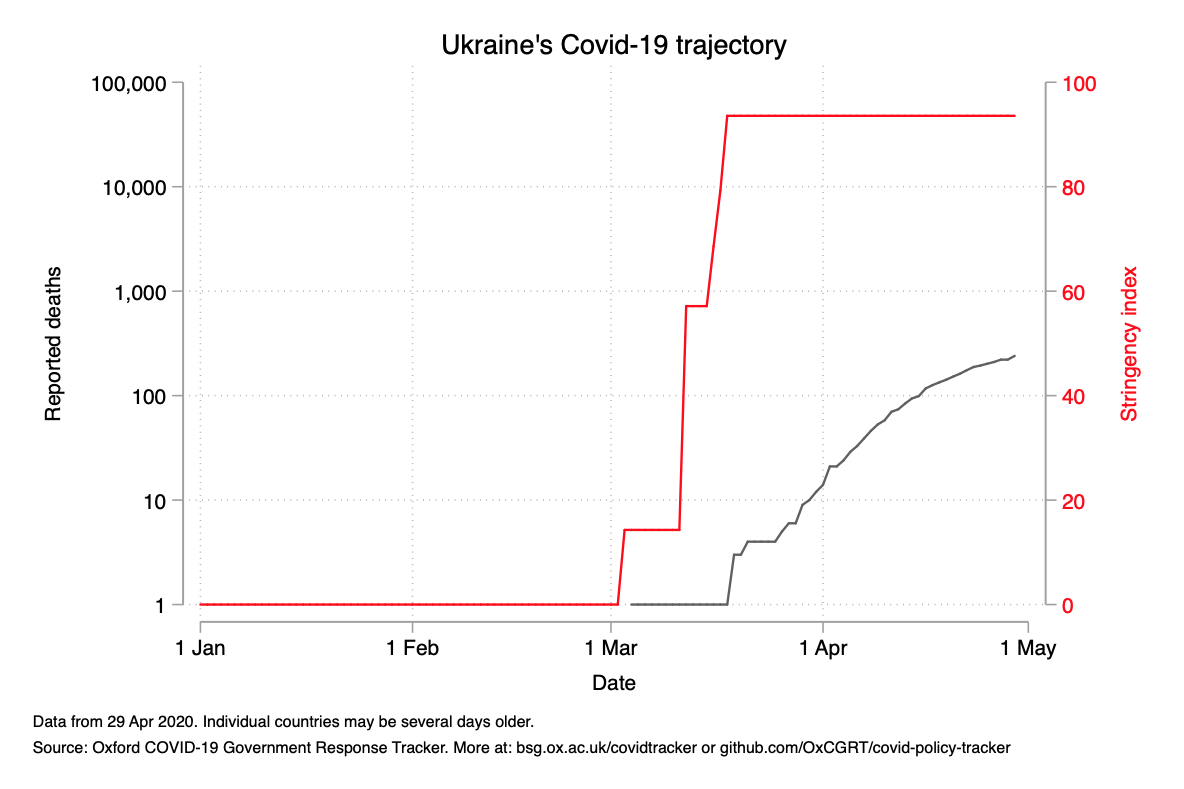 Ukraine's Covid-19 trajectory
100,000
10,000
1,000
100
10
1
Reported deaths
100
80
60
40
20
0
Stringency index
1 Jan
1 Feb
1 Mar
1 Apr
1 May
Date
Data from 29 Apr 2020. Individual countries may be several days older.
Source: Oxford COVID-19 Government Response Tracker. More at: bsg.ox.ac.uk/covidtracker or github.com/OxCGRT/covid-policy-tracker